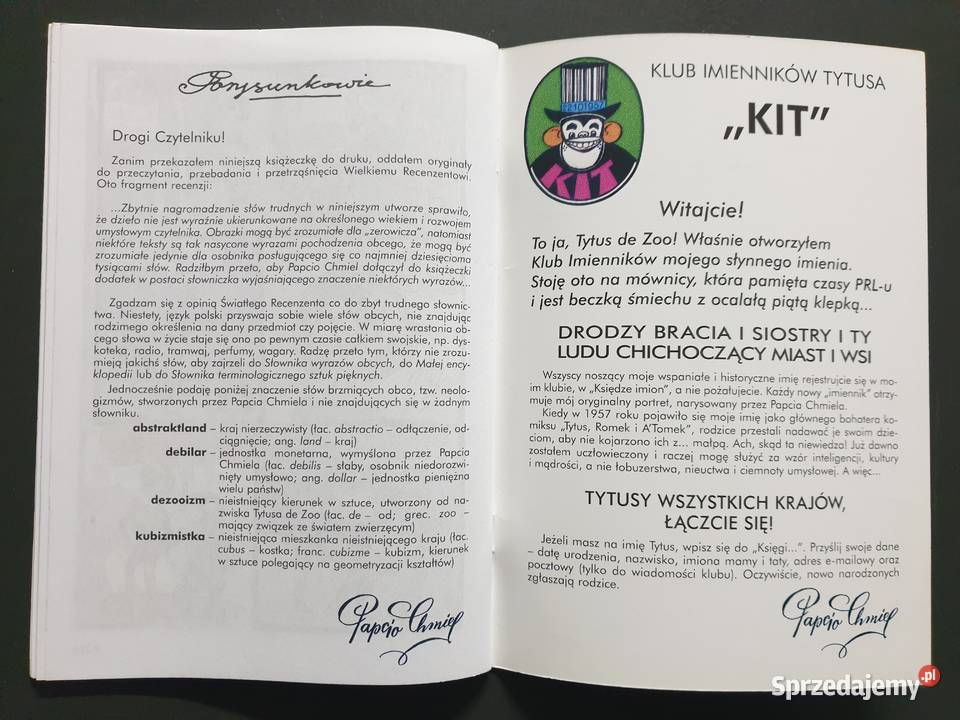 Porysunkowie
Drogi Czytelniku!
Zanim przekazałem niniejszą książeczkę do druku, oddałem oryginały
do przeczytania, przebadania i przetrząśnięcia Wielkiemu Recenzentowi.
Oto fragment recenzji:
...Zbytnie nagromadzenie słów trudnych w niniejszym utworze sprawiło,
że dzieło nie jest wyraźnie ukierunkowane na określonego wiekiem i rozwojem
umysłowym czytelnika. Obrazki mogą być zrozumiałe dla „zerowicza”, natomiast
niektóre teksty są tak nasycone wyrazami pochodzenia obcego, że mogą być
zrozumiałe jedynie dla osobnika posługującego się co najmniej dziesięcioma
tysiącami słów. Radziłbym przeto, aby Papcio Chmiel dołączył do książeczki
dodatek w postaci słowniczka wyjaśniającego znaczenie niektórych wyrazów...
Zgadzam się z opinią Światłego Recenzenta co do zbyt trudnego słownic-
twa. Niestety, język polski przyswaja sobie wiele słów obcych, nie znajdując
rodzimego określenia na dany przedmiot czy pojęcie. W miarę wrastania ob-
cego słowa w życie staje się ono po pewnym czasie całkiem swojskie, np. dys-
koteka, radio, tramwaj, perfumy, wagary. Radzę przeto tym, którzy nie zrozu-
mieją jakichś słów, aby zajrzeli do Słownika wyrazów obcych, do Małej ency-
klopedii lub do Słownika terminologicznego sztuk pięknych.
Jednocześnie podaję poniżej znaczenie słów brzmiących obco, tzw. neolo-
gizmów, stworzonych przez Papcia Chmiela i nie znajdujących się w żadnym
słowniku.
abstraktland – kraj nierzeczywisty (łac. abstractio – odłączenie, od-
ciągnięcie; ang. land – kraj)
debilar – jednostka monetarna, wymyślona przez Papcia
Chmiela (łac. debilis – słaby, osobnik niedorozwi-
nięty umysłowo; ang. dollar – jednostka pieniężna
wielu państw)
dezooizm – nieistniejący kierunek w sztuce, utworzony od na-
zwiska Tytusa de Zoo (łac. de – od; grec. zoo –
mający związek ze światem zwierzęcym)
kubizmistka – nieistniejąca mieszkanka nieistniejącego kraju (łac.
cubus – kostka; franc. cubizme – kubizm, kierunek
w sztuce polegający na geometryzacji kształtów)
Papcio Chmiel
22101957
KIT
KLUB IMIENNIKÓW TYTUSA
„KIT”
Witajcie!
To ja, Tytus de Zoo! Właśnie otworzyłem
Klub Imienników mojego słynnego imienia.
Stoję oto na mównicy, która pamięta czasy PRL-u
i jest beczką śmiechu z ocalałą piątą klepką...
DRODZY BRACIA I SIOSTRY I TY
LUDU CHICHOCZĄCY MIAST I WSI
Wszyscy noszący moje wspaniałe i historyczne imię rejestrujcie się w mo-
im klubie, w „Księdze imion”, a nie pożałujecie. Każdy nowy „imiennik” otrzy-
muje mój oryginalny portret, narysowany przez Papcia Chmiela.
Kiedy w 1957 roku pojawiło się moje imię jako głównego bohatera ko-
miksu „Tytus, Romek i A'Tomek”, rodzice przestali nadawać je swoim dzie-
ciom, aby nie kojarzono ich z... małpą. Ach, skąd ta niewiedza! Już dawno
zostałem uczłowieczony i raczej mogę służyć za wzór inteligencji, kultury
i mądrości, a nie łobuzerstwa, nieuctwa i ciemnoty umysłowej. A więc...
TYTUSY WSZYSTKICH KRAJÓW,
ŁĄCZCIE SIĘ!
Jeżeli masz na imię Tytus, wpisz się do „Księgi...”. Przyślij swoje dane
– datę urodzenia, nazwisko, imiona mamy i taty, adres e-mailowy oraz
pocztowy (tylko do wiadomości klubu). Oczywiście, nowo narodzonych
zgłaszają rodzice.
Papcio Chmiel
Sprzedajemy.pl